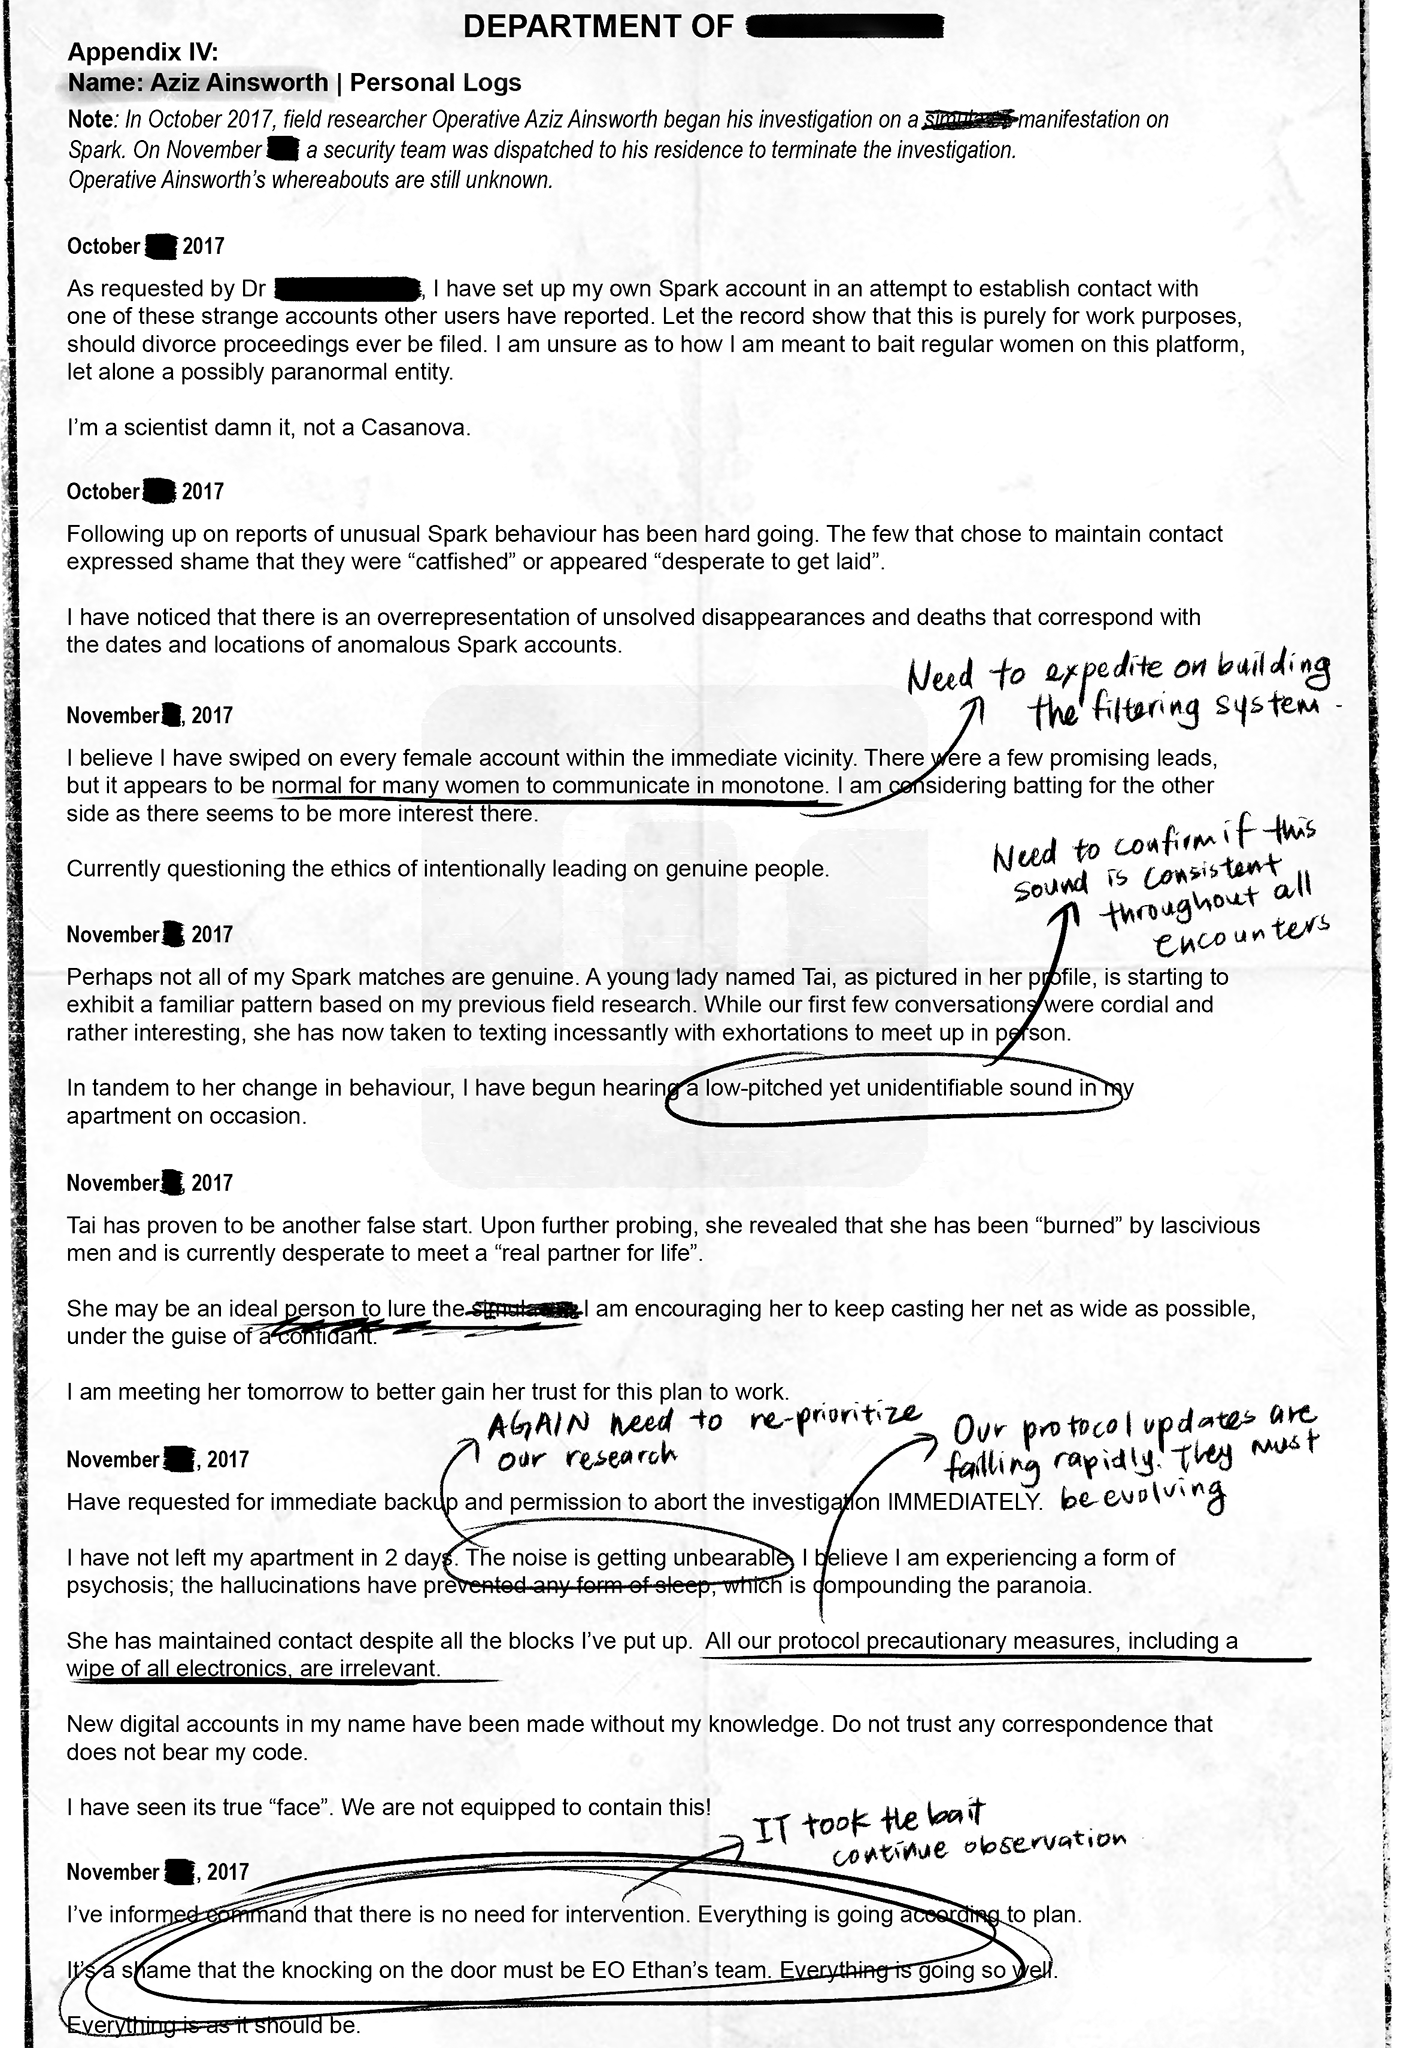 DEPARTMENT OF
Appendix IV:
Name: Aziz Ainsworth | Personal Logs
Note: In October 2017, field researcher Operative Aziz Ainsworth began his investigation on a manifestation on
Spark. On November a security team was dispatched to his residence to terminate the investigation.
Operative Ainsworth's whereabouts are still unknown.
October 2017
As requested by Dr , I have set up my own Spark account in an attempt to establish contact with
one of these strange accounts other users have reported. Let the record show that this is purely for work purposes,
should divorce proceedings ever be filed. I am unsure as to how I am meant to bait regular women on this platform,
let alone a possibly paranormal entity.
I'm a scientist damn it, not a Casanova.
October 2017
Following up on reports of unusual Spark behaviour has been hard going. The few that chose to maintain contact
expressed shame that they were "catfished" or appeared "desperate to get laid".
I have noticed that there is an overrepresentation of unsolved disappearances and deaths that correspond with
the dates and locations of anomalous Spark accounts.
Need to expedite on building
the filtering system.
November , 2017
I believe I have swiped on every female account within the immediate vicinity. There were a few promising leads,
but it appears to be normal for many women to communicate in monotone. I am considering batting for the other
side as there seems to be more interest there.
Need to confirm if this
sound is consistent
throughout all
encounters
Currently questioning the ethics of intentionally leading on genuine people.
November , 2017
Perhaps not all of my Spark matches are genuine. A young lady named Tai, as pictured in her profile, is starting to
exhibit a familiar pattern based on my previous field research. While our first few conversations were cordial and
rather interesting, she has now taken to texting incessantly with exhortations to meet up in person.
In tandem to her change in behaviour, I have begun hearing a low-pitched yet unidentifiable sound in my
apartment on occasion.
November , 2017
Tai has proven to be another false start. Upon further probing, she revealed that she has been "burned" by lascivious
men and is currently desperate to meet a "real partner for life".
She may be an ideal person to lure the I am encouraging her to keep casting her net as wide as possible,
under the guise of a confidant.
I am meeting her tomorrow to better gain her trust for this plan to work.
AGAIN need to re-prioritize
our research
Our protocol updates are
failling rapidly. They must
be evolving
November , 2017
Have requested for immediate backup and permission to abort the investigation IMMEDIATELY.
I have not left my apartment in 2 days. The noise is getting unbearable, I believe I am experiencing a form of
psychosis; the hallucinations have prevented any form of sleep, which is compounding the paranoia.
She has maintained contact despite all the blocks I've put up. All our protocol precautionary measures, including a
wipe of all electronics, are irrelevant.
New digital accounts in my name have been made without my knowledge. Do not trust any correspondence that
does not bear my code.
I have seen its true "face". We are not equipped to contain this!
IT took the bait
continue observation
November , 2017
I've informed command that there is no need for intervention. Everything is going according to plan.
It's a shame that the knocking on the door must be EO Ethan's team. Everything is going so well.
Everything is as it should be.